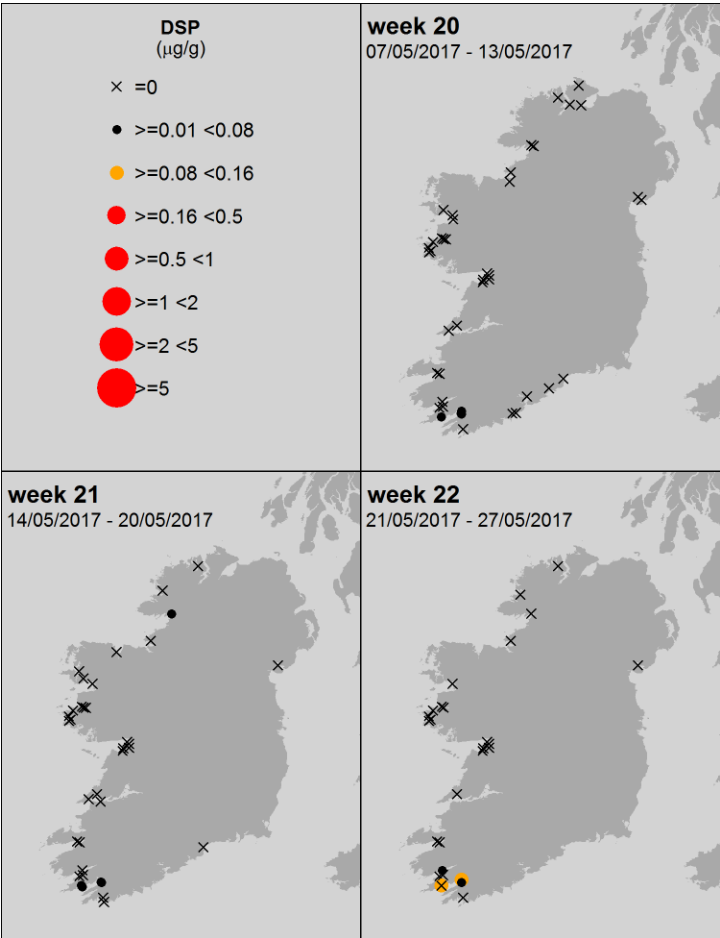 DSP
(µg/g)
=0
>=0.01 <0.08
>=0.08 <0.16
>=0.16 <0.5
>=0.5 <1
>=1 <2
>=2 <5
>=5
week 20
07/05/2017 - 13/05/2017
week 21
14/05/2017 - 20/05/2017
week 22
21/05/2017 - 27/05/2017